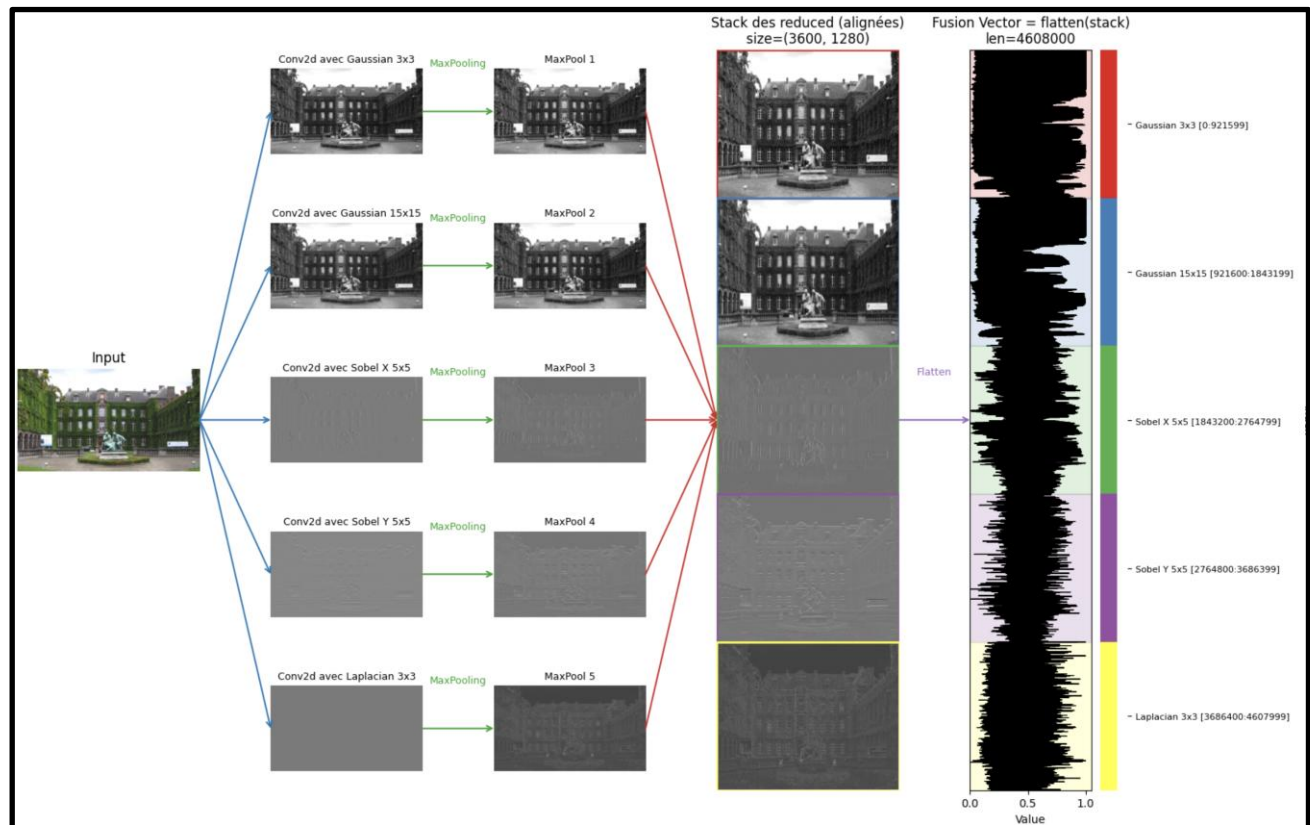 Stack des reduced (alignées)
size=(3600, 1280)
Fusion Vector = flatten(stack)
len=4608000
Conv2d avec Gaussian 3x3
MaxPooling
MaxPool 1
Gaussian 3x3 [0:921599]
Conv2d avec Gaussian 15x15
MaxPooling
MaxPool 2
Gaussian 15x15 [921600:1843199]
Input
Conv2d avec Sobel X 5x5
MaxPooling
MaxPool 3
Flatten
Sobel X 5x5 [1843200:2764799]
Conv2d avec Sobel Y 5x5
MaxPooling
MaxPool 4
Sobel Y 5x5 [2764800:3686399]
Conv2d avec Laplacian 3x3
MaxPooling
MaxPool 5
Laplacian 3x3 [3686400:4607999]
0.0 0.5 1.0
Value